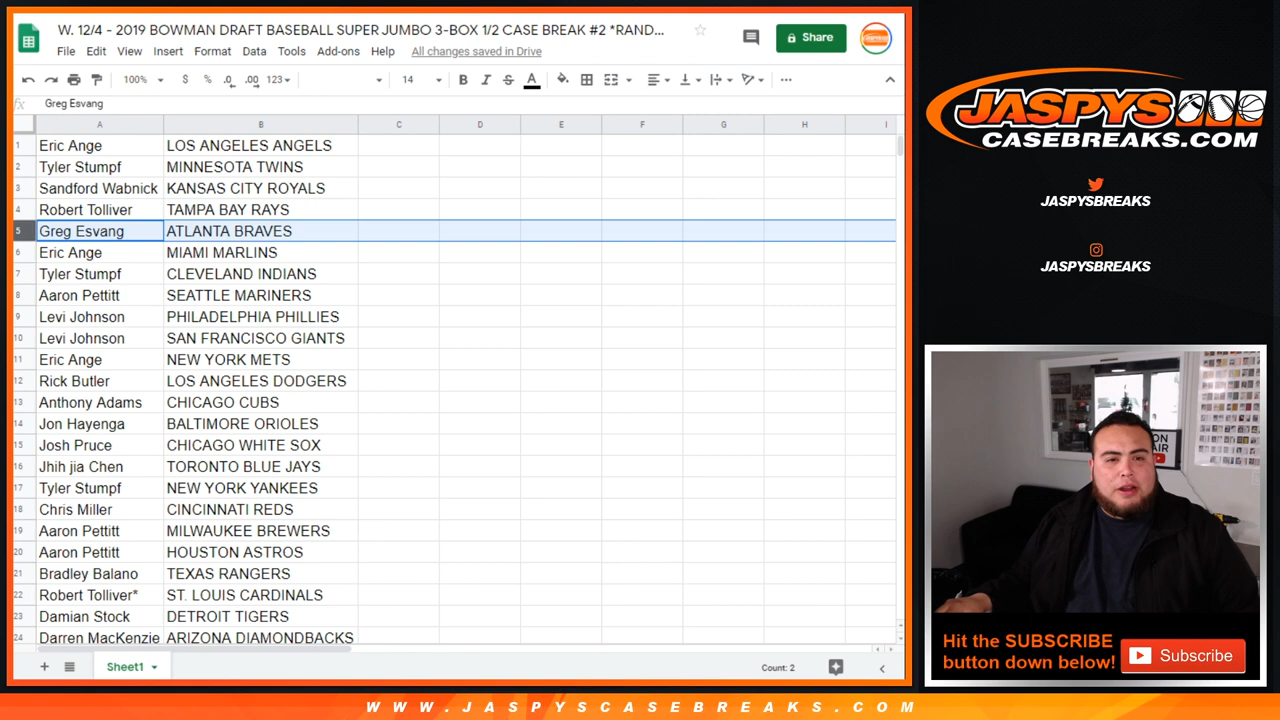 W. 12/4 - 2019 BOWMAN DRAFT BASEBALL SUPER JUMBO 3-BOX 1/2 CASE BREAK #2 *RAND...
File Edit View Insert Format Data Tools Add-ons Help All changes saved in Drive
Share
100% $ % .0 .00 123 14 B I S A
fx Greg Esvang
A B C D E F G H I
1 Eric Ange LOS ANGELES ANGELS
2 Tyler Stumpf MINNESOTA TWINS
3 Sandford Wabnick KANSAS CITY ROYALS
4 Robert Tolliver TAMPA BAY RAYS
5 Greg Esvang ATLANTA BRAVES
6 Eric Ange MIAMI MARLINS
7 Tyler Stumpf CLEVELAND INDIANS
8 Aaron Pettitt SEATTLE MARINERS
9 Levi Johnson PHILADELPHIA PHILLIES
10 Levi Johnson SAN FRANCISCO GIANTS
11 Eric Ange NEW YORK METS
12 Rick Butler LOS ANGELES DODGERS
13 Anthony Adams CHICAGO CUBS
14 Jon Hayenga BALTIMORE ORIOLES
15 Josh Pruce CHICAGO WHITE SOX
16 Jhih jia Chen TORONTO BLUE JAYS
17 Tyler Stumpf NEW YORK YANKEES
18 Chris Miller CINCINNATI REDS
19 Aaron Pettitt MILWAUKEE BREWERS
20 Aaron Pettitt HOUSTON ASTROS
21 Bradley Balano TEXAS RANGERS
22 Robert Tolliver* ST. LOUIS CARDINALS
23 Damian Stock DETROIT TIGERS
24 Darren MacKenzie ARIZONA DIAMONDBACKS
Sheet1
Count: 2
JASPYS
CASEBREAKS.COM
JASPYSBREAKS
JASPYSBREAKS
ON
AIR
Hit the SUBSCRIBE
button down below!
Subscribe
WWW.JASPYSCASEBREAKS.COM